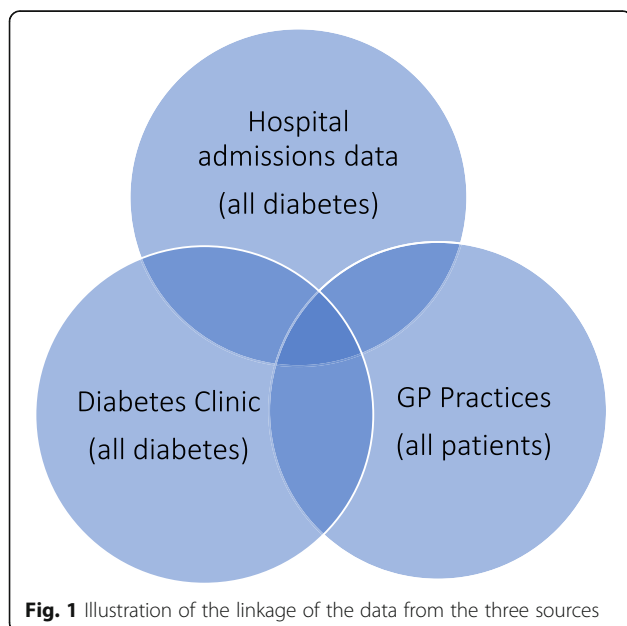 Hospital
admissions data
(all diabetes)
Diabetes Clinic
(all diabetes)
GP Practices
(all patients)
Fig. 1 Illustration of the linkage of the data from the three sources